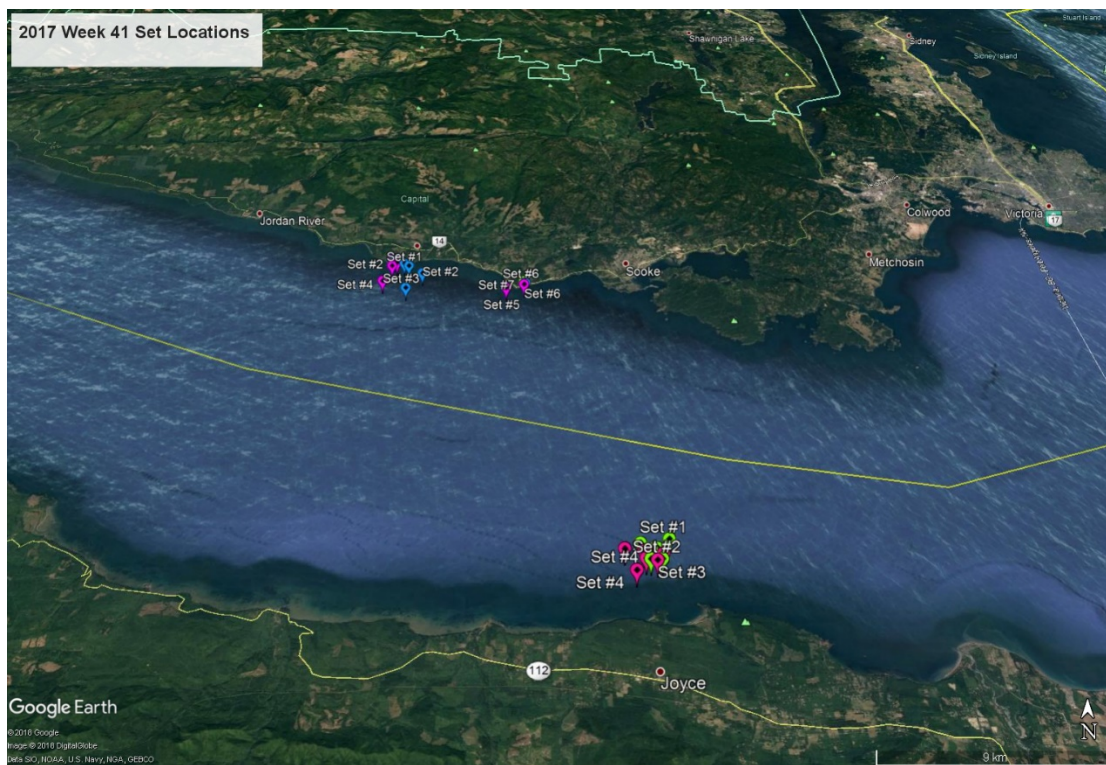 2017 Week 41 Set Locations
Stuart Island
Shawnigan Lake
Sidney
Sidney Island
Capital
Jordan River
14
Colwood
Victoria
17
Set #1
Set #2
Set #2
Set #3
Set #4
Sooke
Metchosin
Set #6
Set #7
Set #6
Set #5
Set #1
Set #2
Set #4
Set #3
Set #4
112
Joyce
Google Earth
© 2018 Google
Image © 2018 DigitalGlobe
Data SIO, NOAA, U.S. Navy, NGA, GEBCO
N
9 km